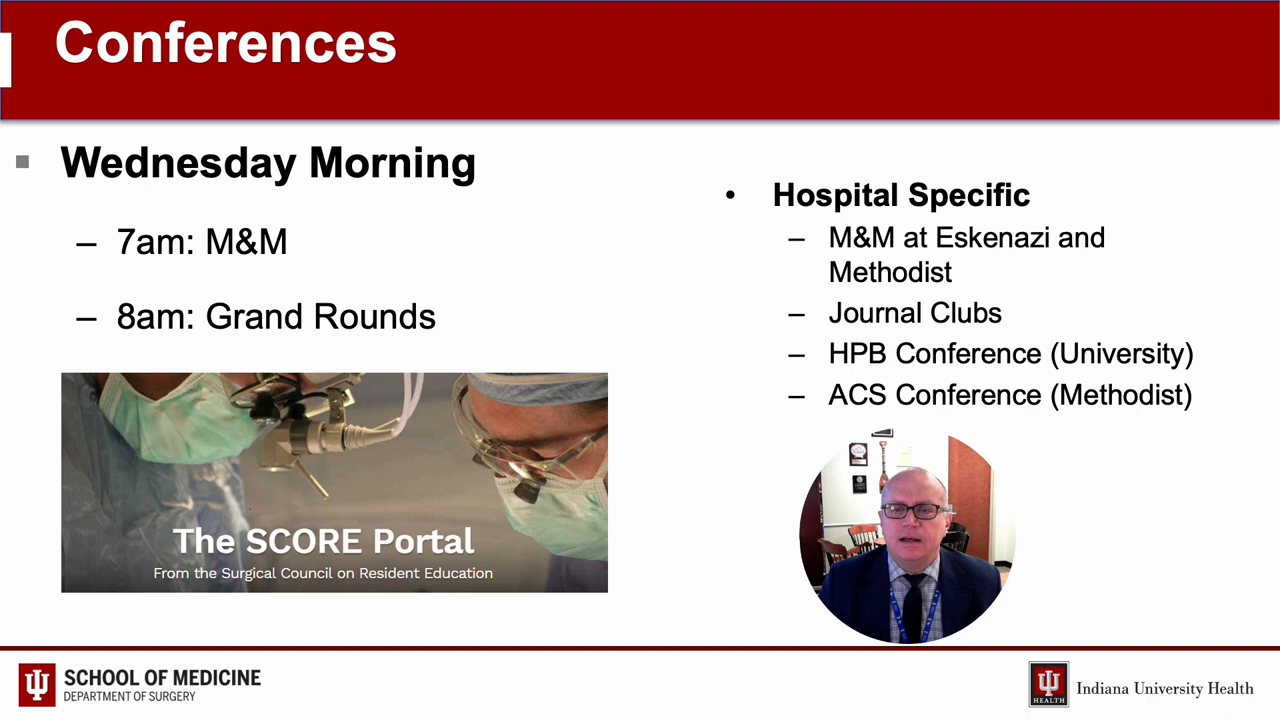 Conferences
▪ Wednesday Morning
– 7am: M&M
– 8am: Grand Rounds
The SCORE Portal
From the Surgical Council on Resident Education
• Hospital Specific
– M&M at Eskenazi and
Methodist
– Journal Clubs
– HPB Conference (University)
– ACS Conference (Methodist)
SCHOOL OF MEDICINE
DEPARTMENT OF SURGERY
HEALTH
Indiana University Health